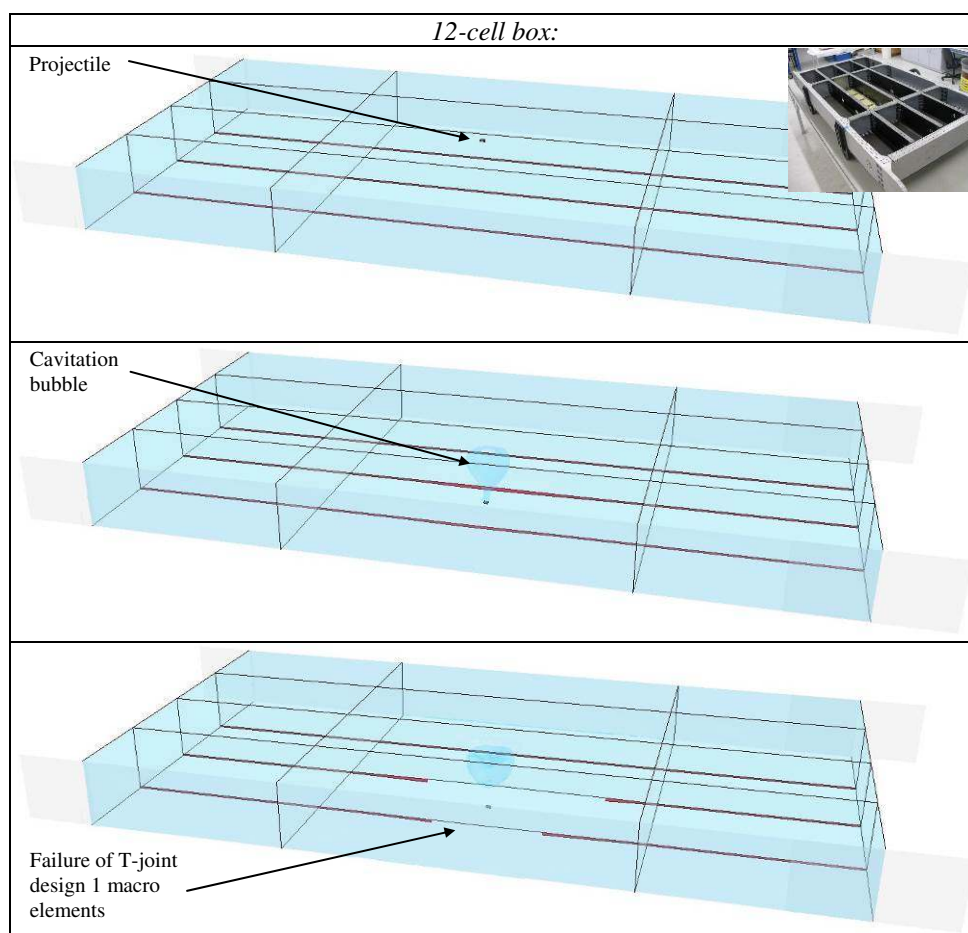 12-cell box:
Projectile
Cavitation
bubble
Failure of T-joint
design 1 macro
elements